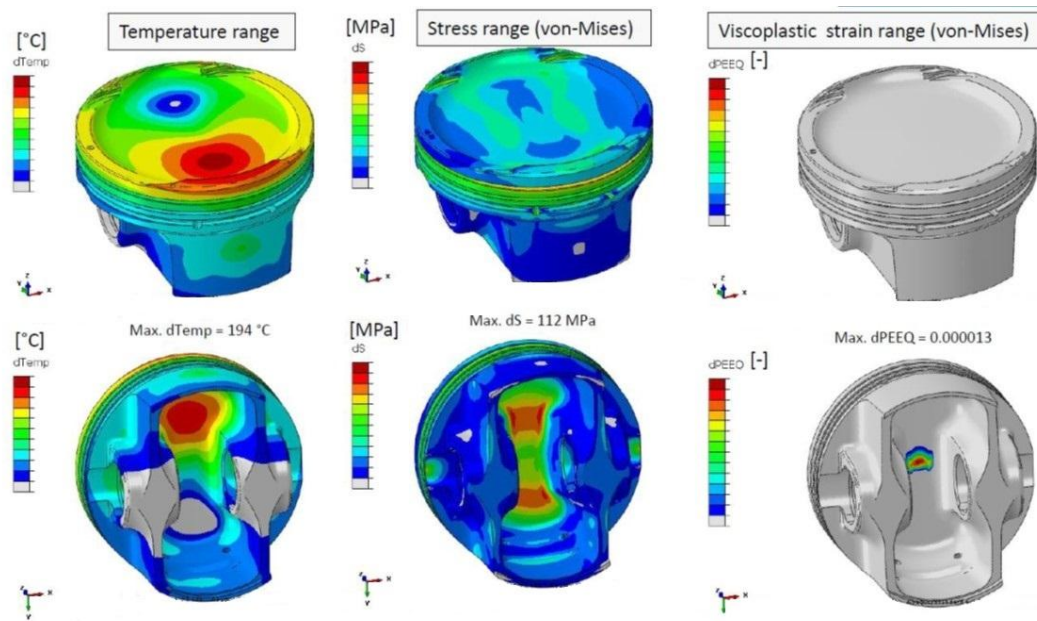 [°C]
Temperature range
[MPa]
Stress range (von-Mises)
Viscoplastic strain range (von-Mises)
dTemp
dS
dPEEQ [-]
Z
Y
X
Z
Y
X
Z
Y
X
[°C]
Max. dTemp = 194 °C
[MPa]
Max. dS = 112 MPa
Max. dPEEQ = 0.000013
dTemp
dS
dPEEQ [-]
Z
X
Y
Z
X
Y
Z
X
Y